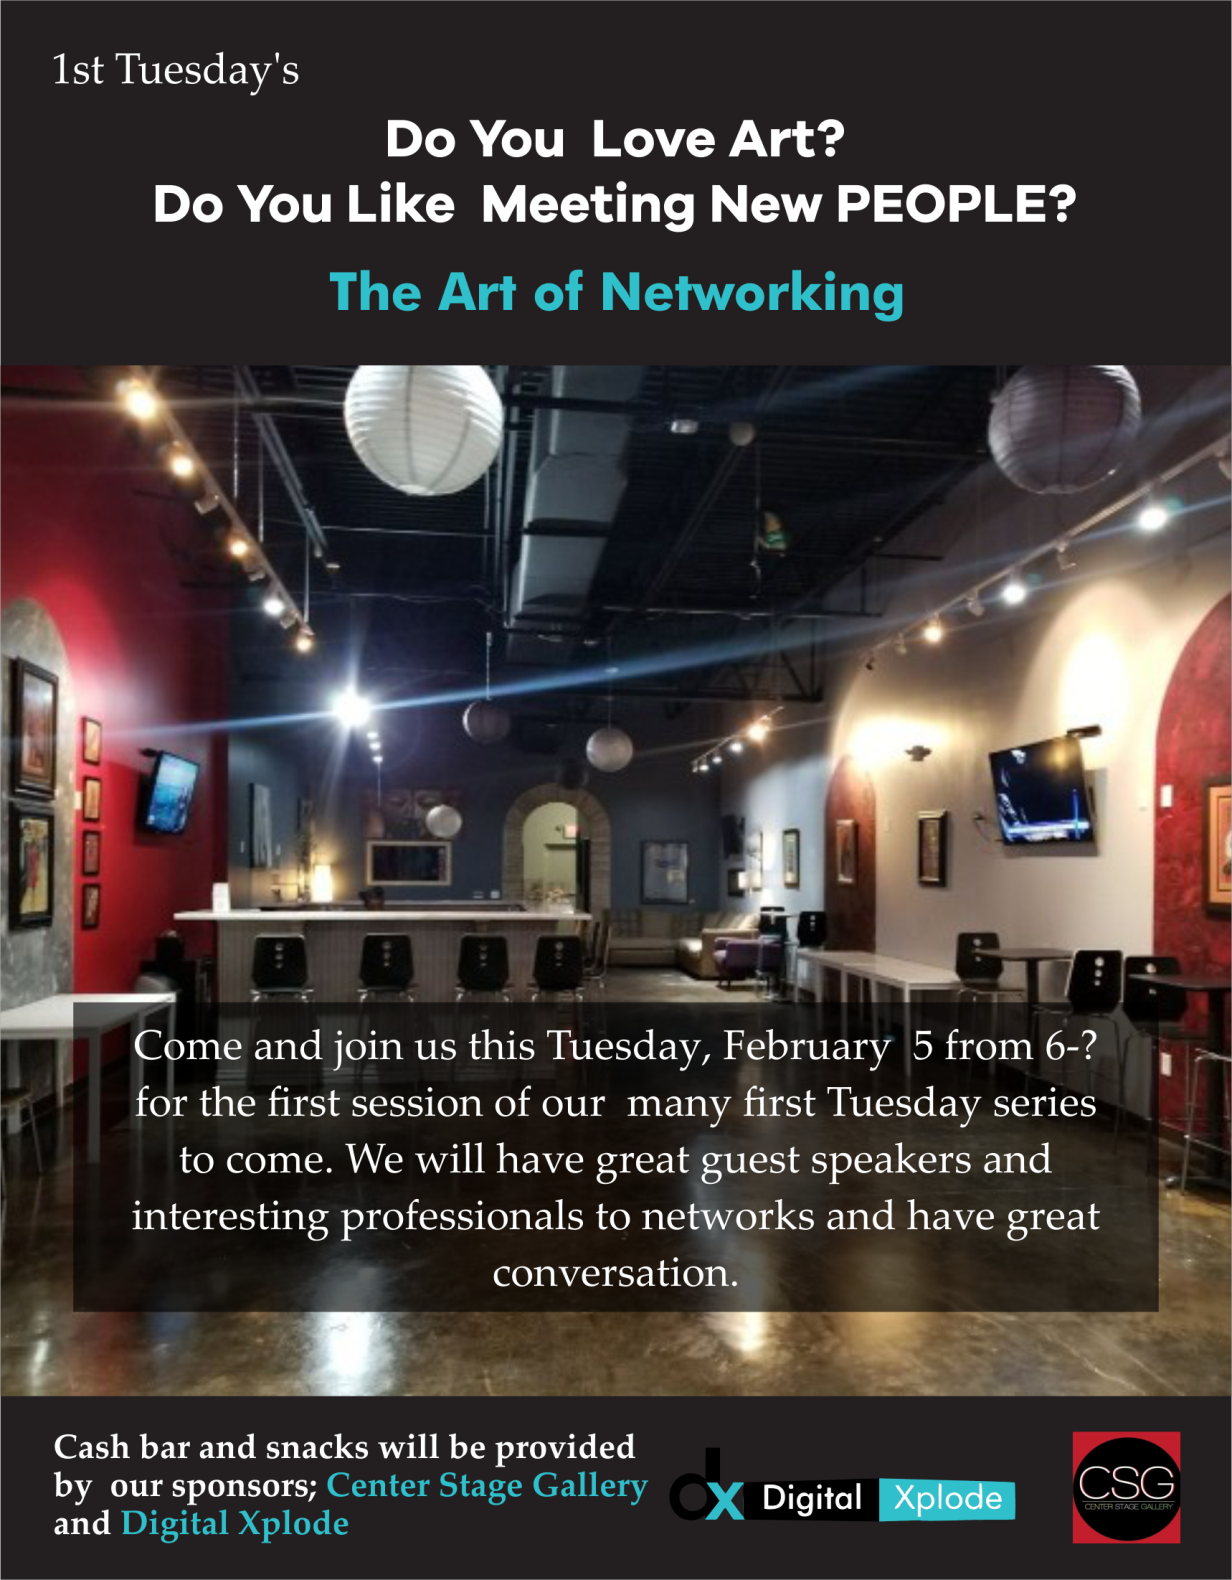 1st Tuesday's
Do You Love Art?
Do You Like Meeting New PEOPLE?
The Art of Networking
Come and join us this Tuesday, February 5 from 6-?
for the first session of our many first Tuesday series
to come. We will have great guest speakers and
interesting professionals to networks and have great
conversation.
Cash bar and snacks will be provided
by our sponsors; Center Stage Gallery
and Digital Xplode
dx Digital Xplode
CSG
CENTER STAGE GALLERY